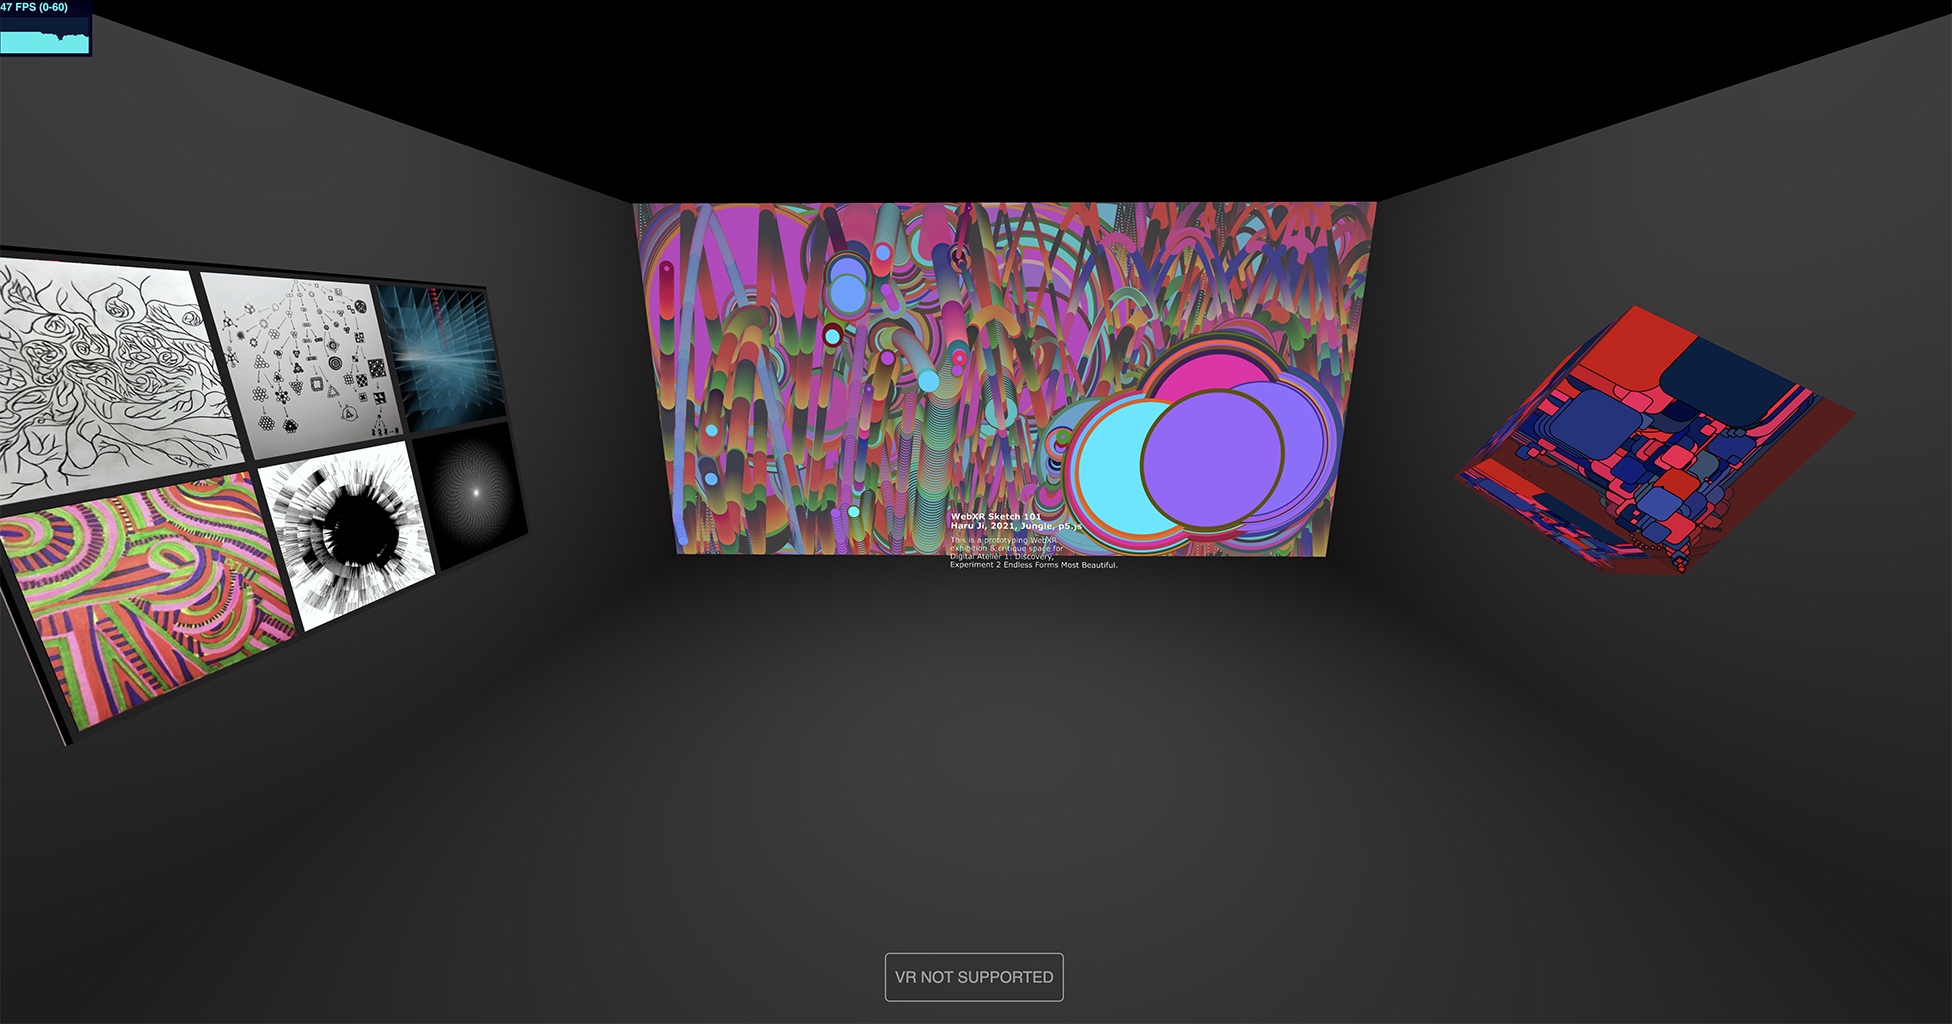 47 FPS (0-60)
WebXR Sketch 101
Haru Ji, 2021, Jungle, p5.js
This is a prototyping WebXR
exhibition & critique space for
Digital Atelier 1: Discovery,
Experiment 2 Endless Forms Most Beautiful.
VR NOT SUPPORTED